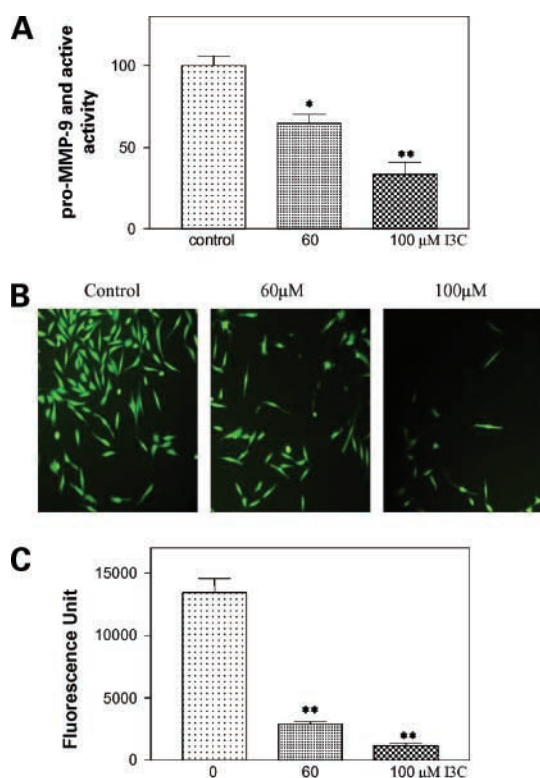 A
pro-MMP-9 and active
activity
100
50
0
*
**
control 60 100 μM I3C
B
Control 60μM 100μM
C
Fluorescence Unit
15000
10000
5000
0
**
**
0 60 100 μM I3C